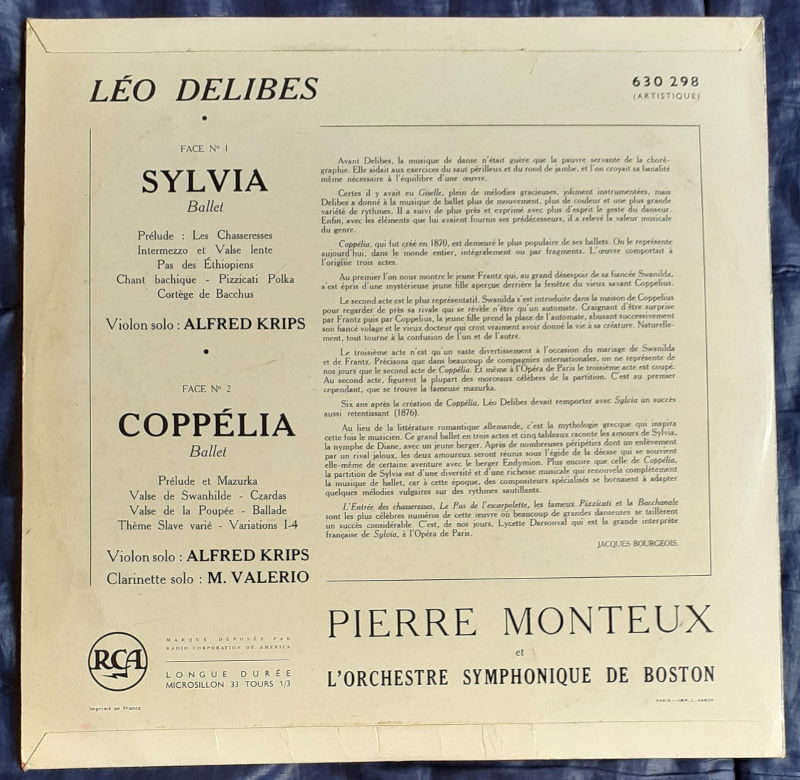 LÉO DELIBES
630 298
(ARTISTIQUE)
FACE Nº 1
SYLVIA
Ballet
Prélude : Les Chasseresses
Intermezzo et Valse lente
Pas des Éthiopiens
Chant bachique - Pizzicati Polka
Cortège de Bacchus
Violon solo : ALFRED KRIPS
FACE Nº 2
COPPÉLIA
Ballet
Prélude et Mazurka
Valse de Swanhilde - Czardas
Valse de la Poupée - Ballade
Thème Slave varié - Variations 1-4
Violon solo : ALFRED KRIPS
Clarinette solo : M. VALERIO
Avant Delibes, la musique de danse n'était guère que la pauvre servante de la choré-
graphie. Elle aidait aux exercices du saut périlleux et du rond de jambe, et l'on croyait sa banalité
même nécessaire à l'équilibre d'une œuvre.
Certes il y avait eu Giselle, plein de mélodies gracieuses, joliment instrumentées, mais
Delibes a donné à la musique de ballet plus de mouvement, plus de couleur et une plus grande
variété de rythmes. Il a suivi de plus près et exprimé avec plus d'esprit le geste du danseur.
Enfin, avec les éléments que lui avaient fournis ses prédécesseurs, il a relevé la valeur musicale
du genre.
Coppélia, qui fut créé en 1870, est demeuré le plus populaire de ses ballets. On le représente
aujourd'hui, dans le monde entier, intégralement ou par fragments. L'œuvre comportait à
l'origine trois actes.
Au premier l'on nous montre le jeune Frantz qui, au grand désespoir de sa fiancée Swanilda,
s'est épris d'une mystérieuse jeune fille aperçue derrière la fenêtre du vieux savant Coppelius.
Le second acte est le plus représentatif. Swanilda s'est introduite dans la maison de Coppelius
pour regarder de près sa rivale qui se révèle n'être qu'un automate. Craignant d'être surprise
par Frantz puis par Coppelius, la jeune fille prend la place de l'automate, abusant successivement
son fiancé volage et le vieux docteur qui croit vraiment avoir donné la vie à sa créature. Naturelle-
ment, tout tourne à la confusion de l'un et de l'autre.
Le troisième acte n'est qu'un vaste divertissement à l'occasion du mariage de Swanilda
et de Frantz. Précisons que dans beaucoup de compagnies internationales, on ne représente de
nos jours que le second acte de Coppélia. Et même à l'Opéra de Paris le troisième acte est coupé.
Au second acte, figurent la plupart des morceaux célèbres de la partition. C'est au premier
cependant, que se trouve la fameuse mazurka.
Six ans après la création de Coppélia, Léo Delibes devait remporter avec Sylvia un succès
aussi retentissant (1876).
Au lieu de la littérature romantique allemande, c'est la mythologie grecque qui inspira
cette fois le musicien. Ce grand ballet en trois actes et cinq tableaux raconte les amours de Sylvia,
la nymphe de Diane, avec un jeune berger. Après de nombreuses péripéties dont un enlèvement
par un rival jaloux, les deux amoureux seront réunis sous l'égide de la déesse qui se souvient
elle-même de certaine aventure avec le berger Endymion. Plus encore que celle de Coppélia,
la partition de Sylvia est d'une diversité et d'une richesse musicale qui renouvela complètement
la musique de ballet, car à cette époque, des compositeurs spécialisés se bornaient à adapter
quelques mélodies vulgaires sur des rythmes sautillants.
L'Entrée des chasseresses, Le Pas de l'escarpolette, les fameux Pizzicati et la Bacchanale
sont les plus célèbres numéros de cette œuvre où beaucoup de grandes danseuses se taillèrent
un succès considérable. C'est, de nos jours, Lycette Darsonval qui est la grande interprète
française de Sylvia, à l'Opéra de Paris.
JACQUES BOURGEOIS.
PIERRE MONTEUX
et
L'ORCHESTRE SYMPHONIQUE DE BOSTON
RCA
MARQUE DÉPOSÉE PAR
RADIO CORPORATION OF AMERICA
LONGUE DURÉE
MICROSILLON 33 TOURS 1/3
Imprimé en France
PARIS.—IMP. L. HARDY